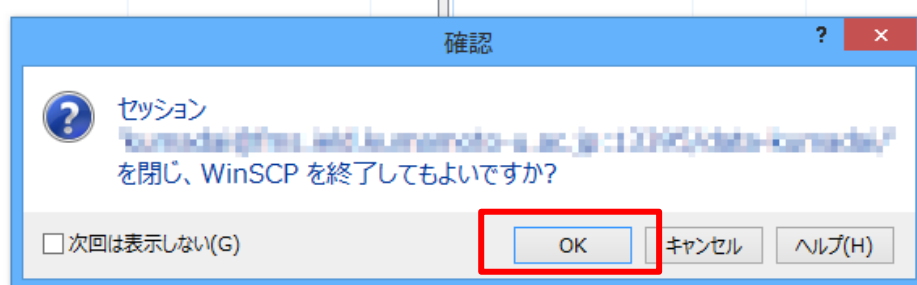 確認
?
×
セッション
を閉じ、WinSCP を終了してもよいですか?
次回は表示しない(G)
OK
キャンセル
ヘルプ(H)